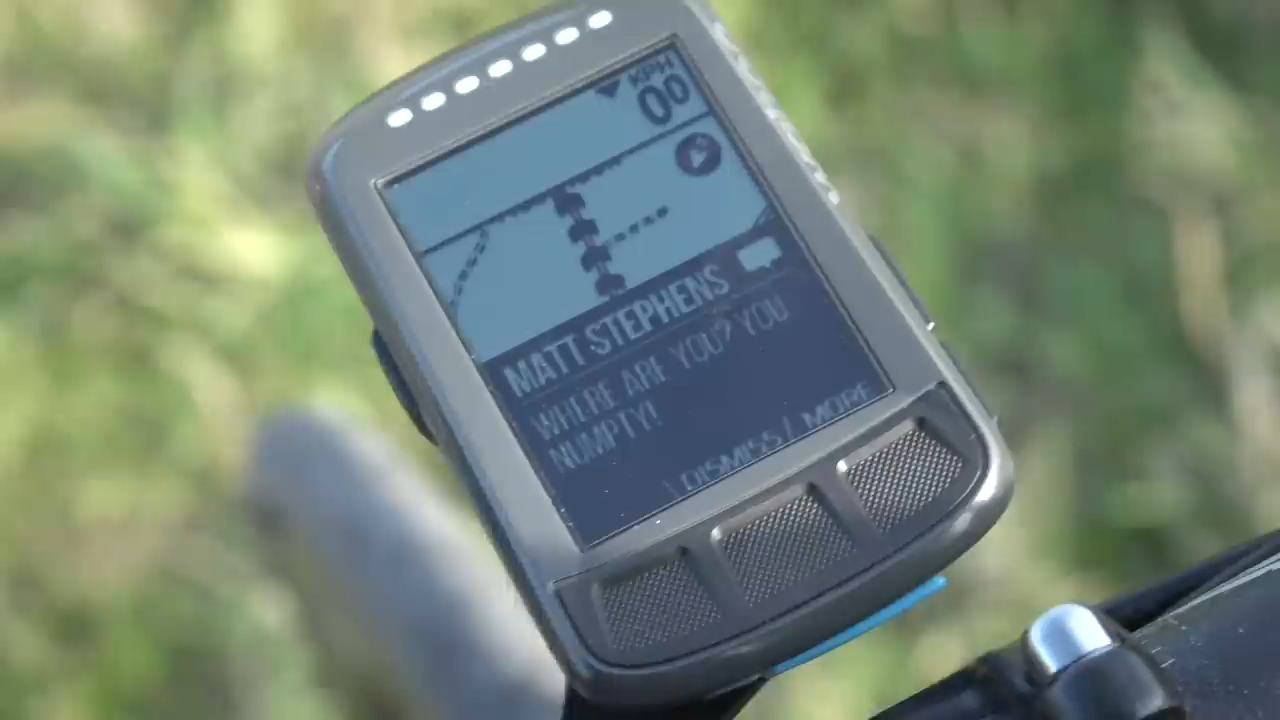 KPH
00
MATT STEPHENS
WHERE ARE YOU? YOU
NUMPTY!
DISMISS / MORE